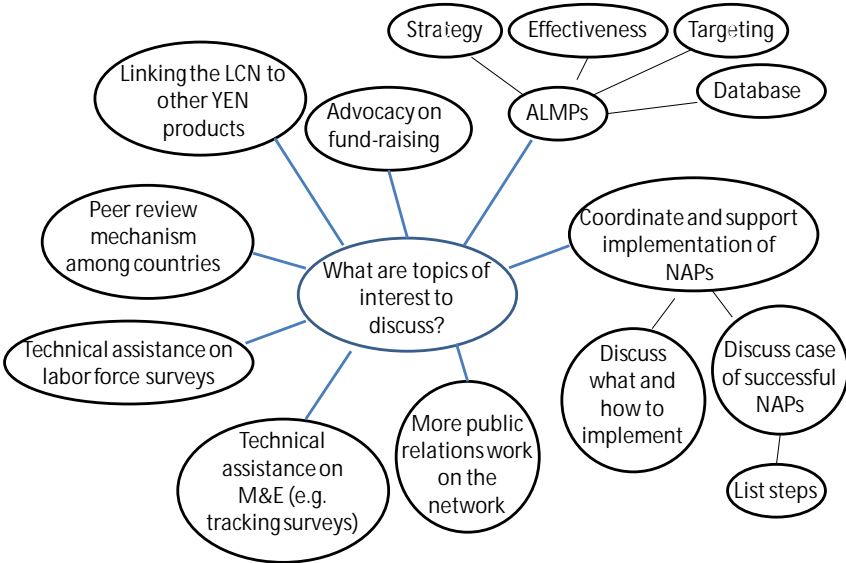 Strategy
Effectiveness
Targeting
Database
ALMPs
Linking the LCN to
other YEN
products
Advocacy on
fund-raising
Peer review
mechanism
among countries
What are topics of
interest to
discuss?
Coordinate and support
implementation of
NAPs
Technical assistance on
labor force surveys
Discuss
what and
how to
implement
Discuss case
of successful
NAPs
Technical
assistance on
M&E (e.g.
tracking surveys)
More public
relations work
on the
network
List steps